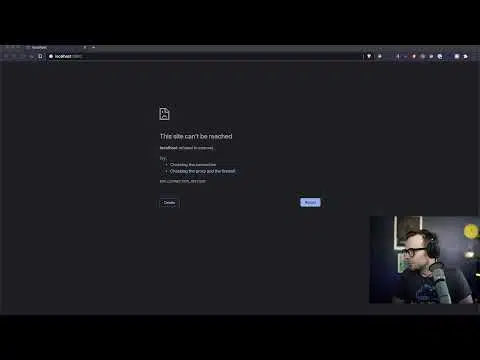 localhost
localhost:
This site can't be reached
localhost refused to connect.
Try:
Checking the connection
Checking the proxy and the firewall
ERR_CONNECTION_REFUSED
Details
Reload